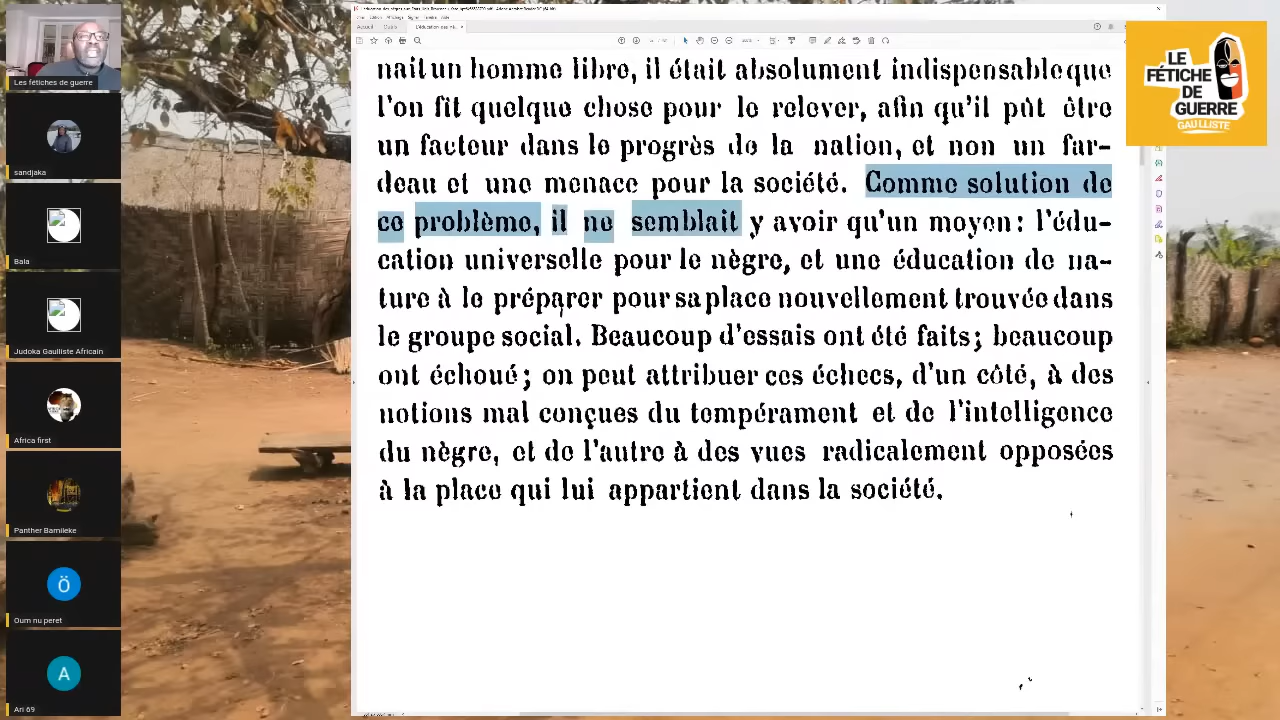 Les fétiches de guerre
sandjaka
Bala
Judoka Gaulliste Africain
Africa first
Panther Bamileke
Ö
Oum nu peret
A
Ari 69
Accueil
Outils
nait un homme libre, il était absolument indispensable que
l'on fit quelque chose pour le relever, afin qu'il pût être
un facteur dans le progrès de la nation, et non un far-
deau et une menace pour la société. Comme solution de
ce problème, il ne semblait y avoir qu'un moyen : l'édu-
cation universelle pour le nègre, et une éducation de na-
ture à le préparer pour sa place nouvellement trouvée dans
le groupe social. Beaucoup d'essais ont été faits; beaucoup
ont échoué; on peut attribuer ces échecs, d'un côté, à des
notions mal conçues du tempérament et de l'intelligence
du nègre, et de l'autre à des vues radicalement opposées
à la place qui lui appartient dans la société.
LE
FÉTICHE
DE
GUERRE
GAULLISTE